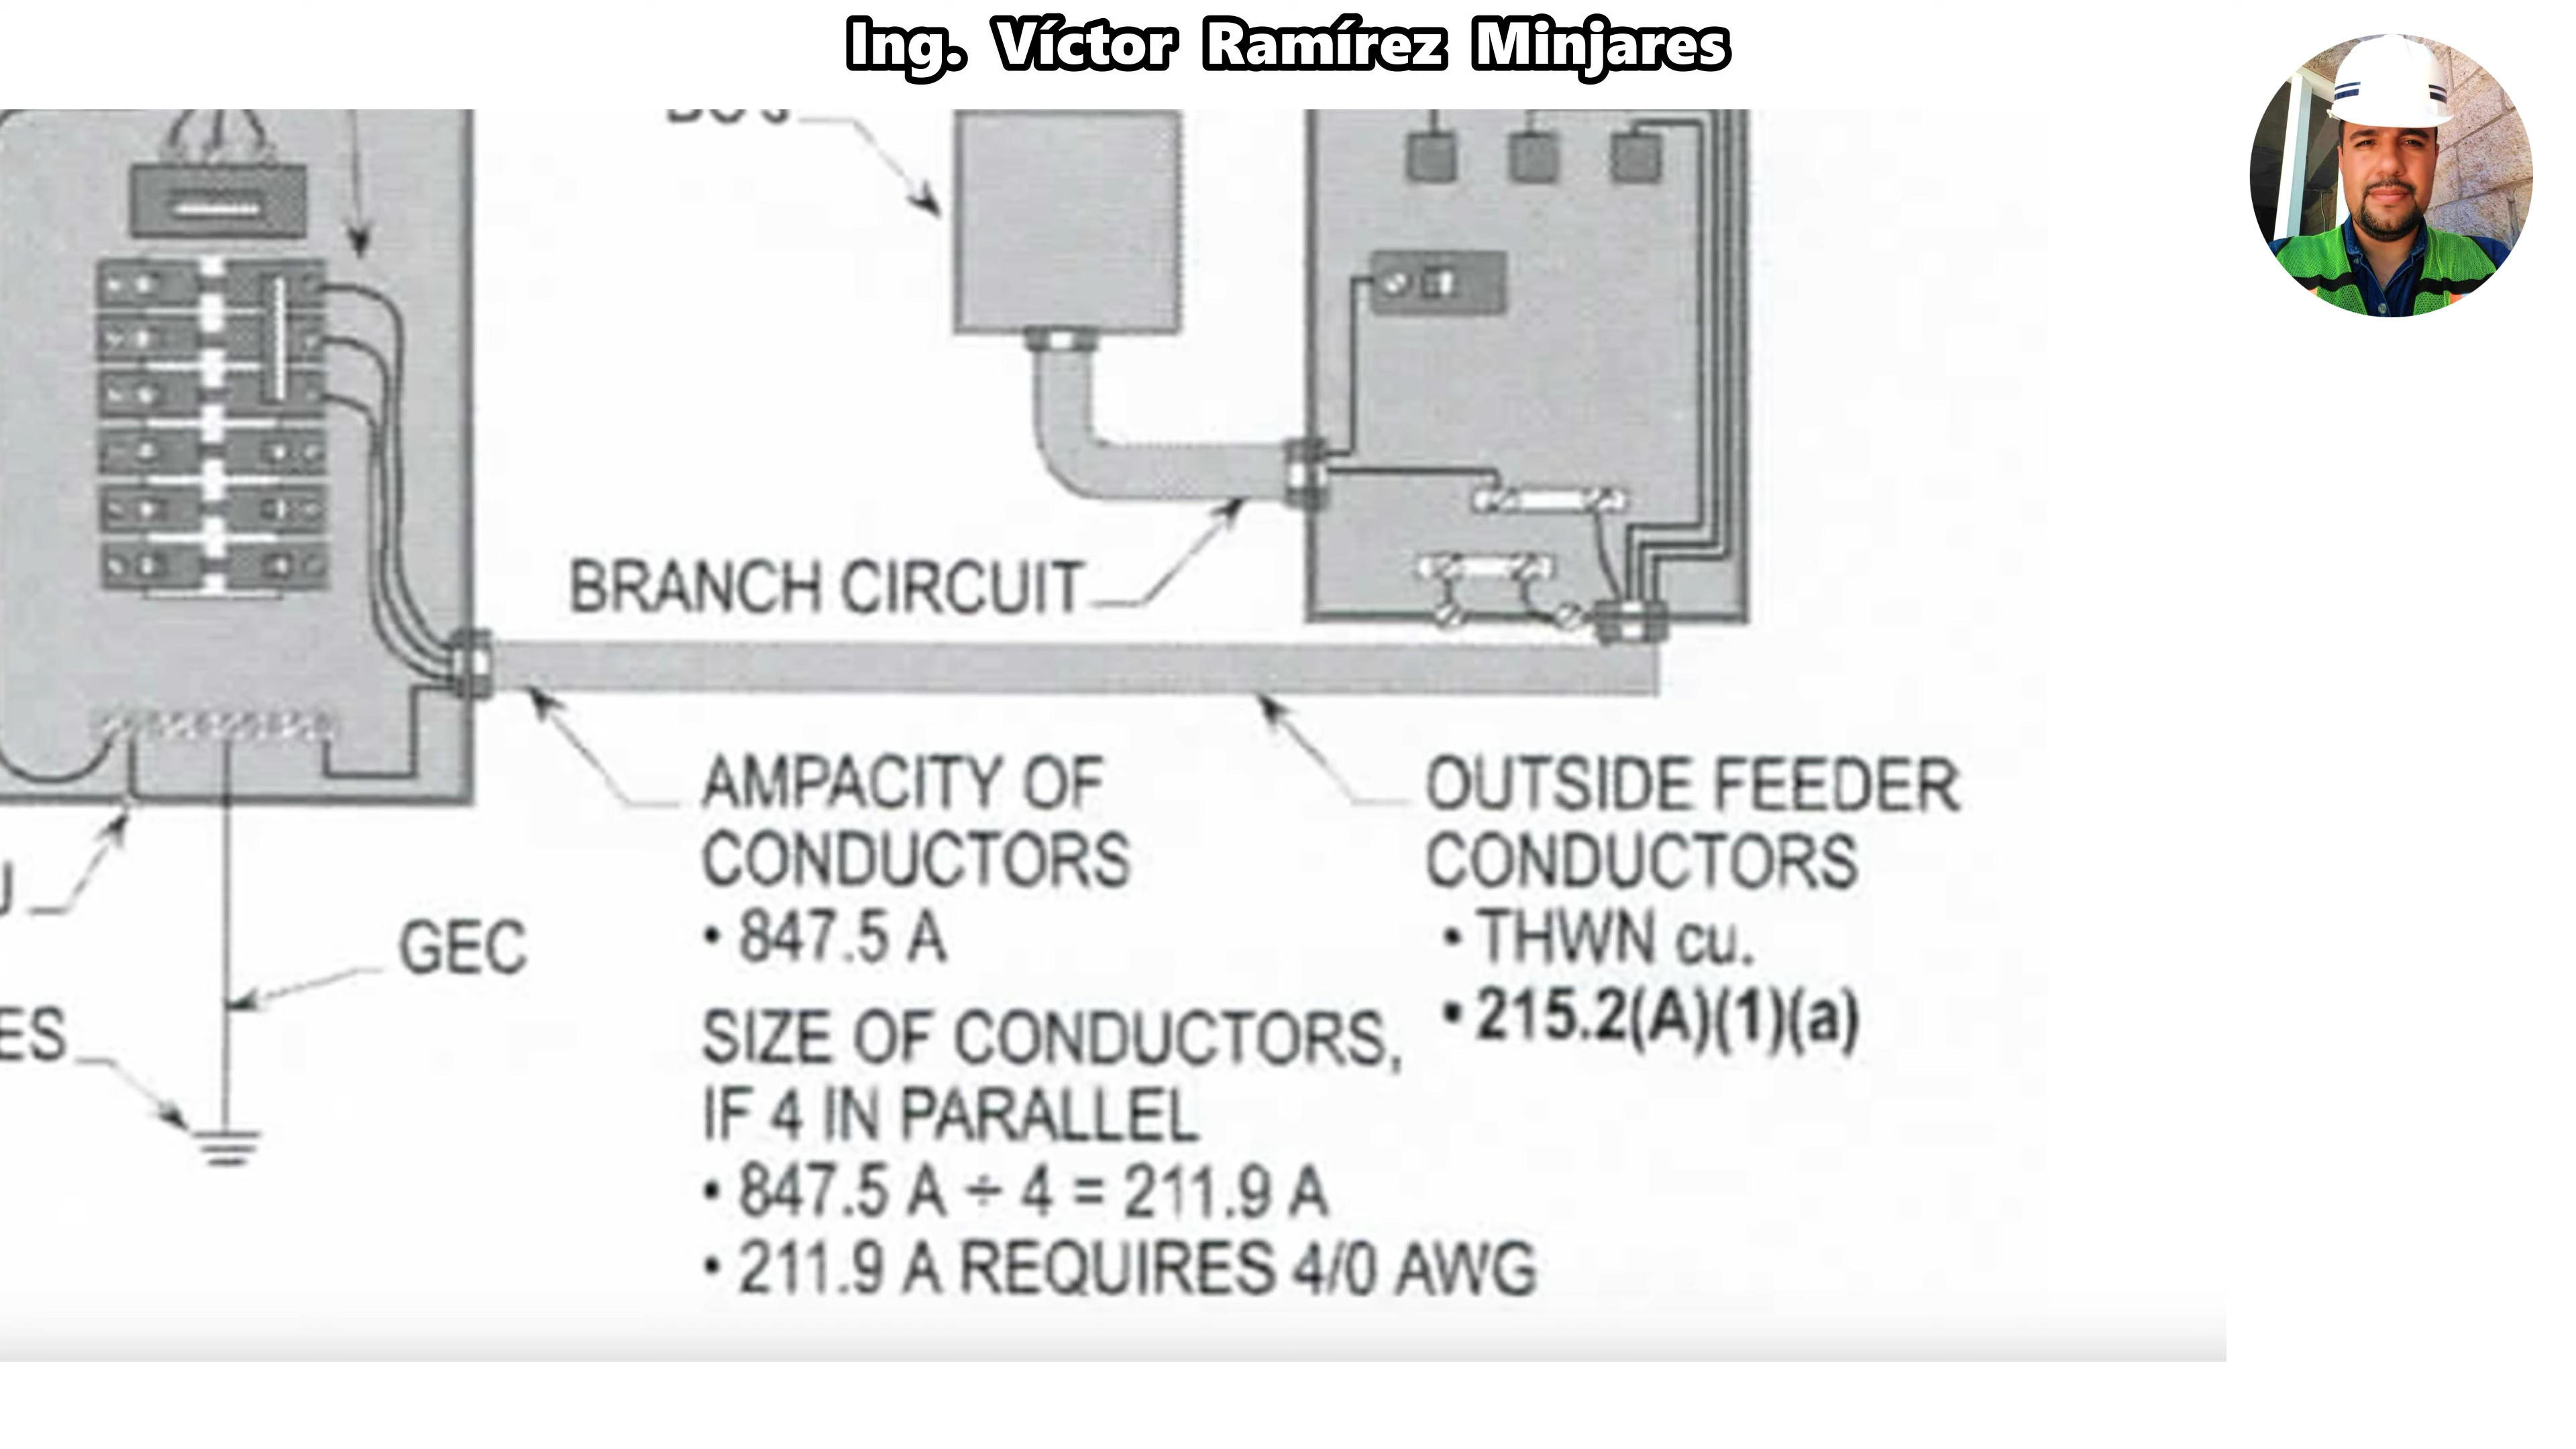 Ing. Víctor Ramírez Minjares
BRANCH CIRCUIT
AMPACITY OF
CONDUCTORS
• 847.5 A
SIZE OF CONDUCTORS,
IF 4 IN PARALLEL
• 847.5 A ÷ 4 = 211.9 A
• 211.9 A REQUIRES 4/0 AWG
OUTSIDE FEEDER
CONDUCTORS
• THWN cu.
• 215.2(A)(1)(a)
GEC
ES